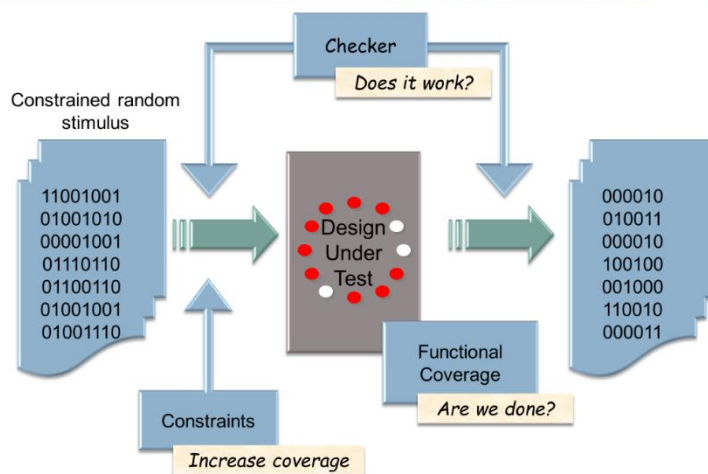 Checker
Does it work?
Constrained random
stimulus
11001001
01001010
00001001
01110110
01100110
01001001
01001110
Design
Under
Test
000010
010011
000010
100100
001000
110010
000011
Functional
Coverage
Are we done?
Constraints
Increase coverage